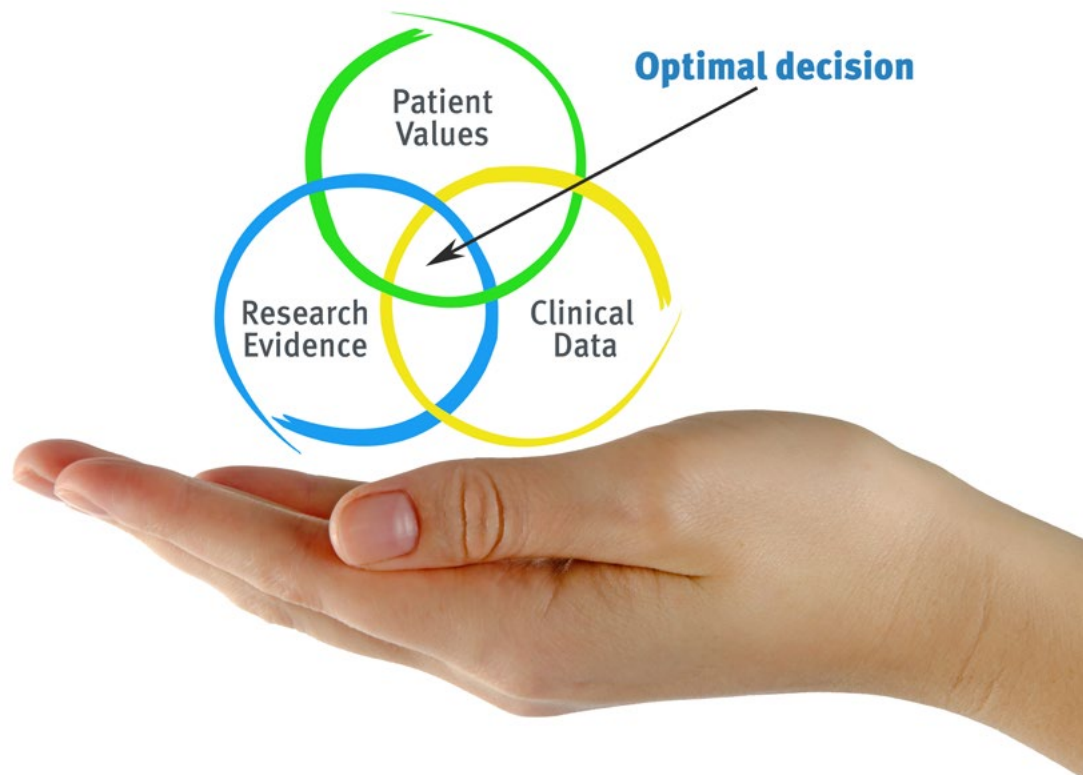 Optimal decision
Patient
Values
Research
Evidence
Clinical
Data